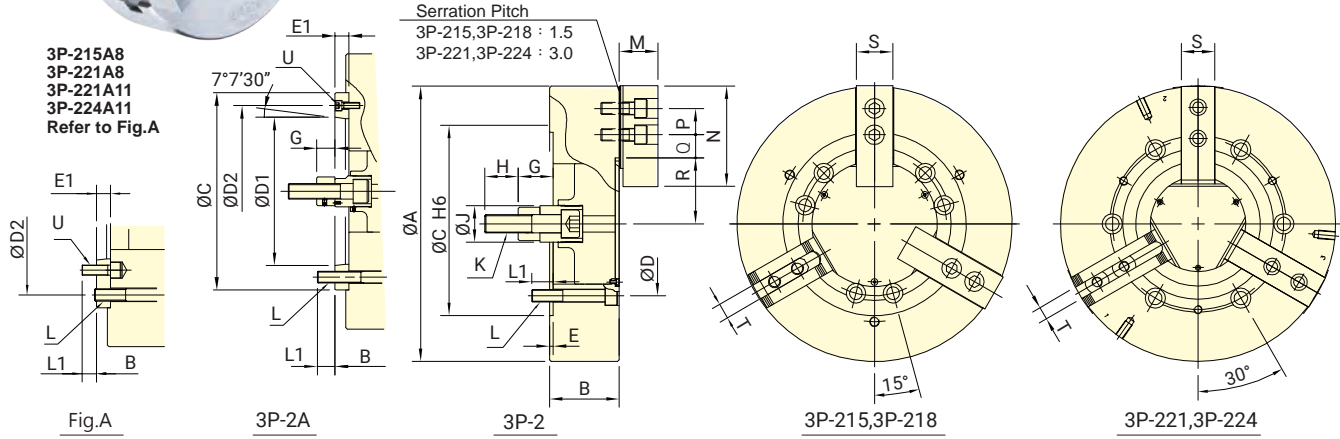 Serration Pitch
3P-215,3P-218 : 1.5
3P-221,3P-224 : 3.0
3P-215A8
3P-221A8
3P-221A11
3P-224A11
Refer to Fig.A
E1
U
ØD2
L
L1
B
Fig.A
E1
U
7°7'30"
G
ØC
ØD2
ØD1
L
L1
B
3P-2A
M
N
P
Q
R
H
G
ØA
ØC H6
ØJ
K
L1
L
E
ØD
B
3P-2
S
T
15°
3P-215,3P-218
S
2
3
1
T
30°
3P-221,3P-224